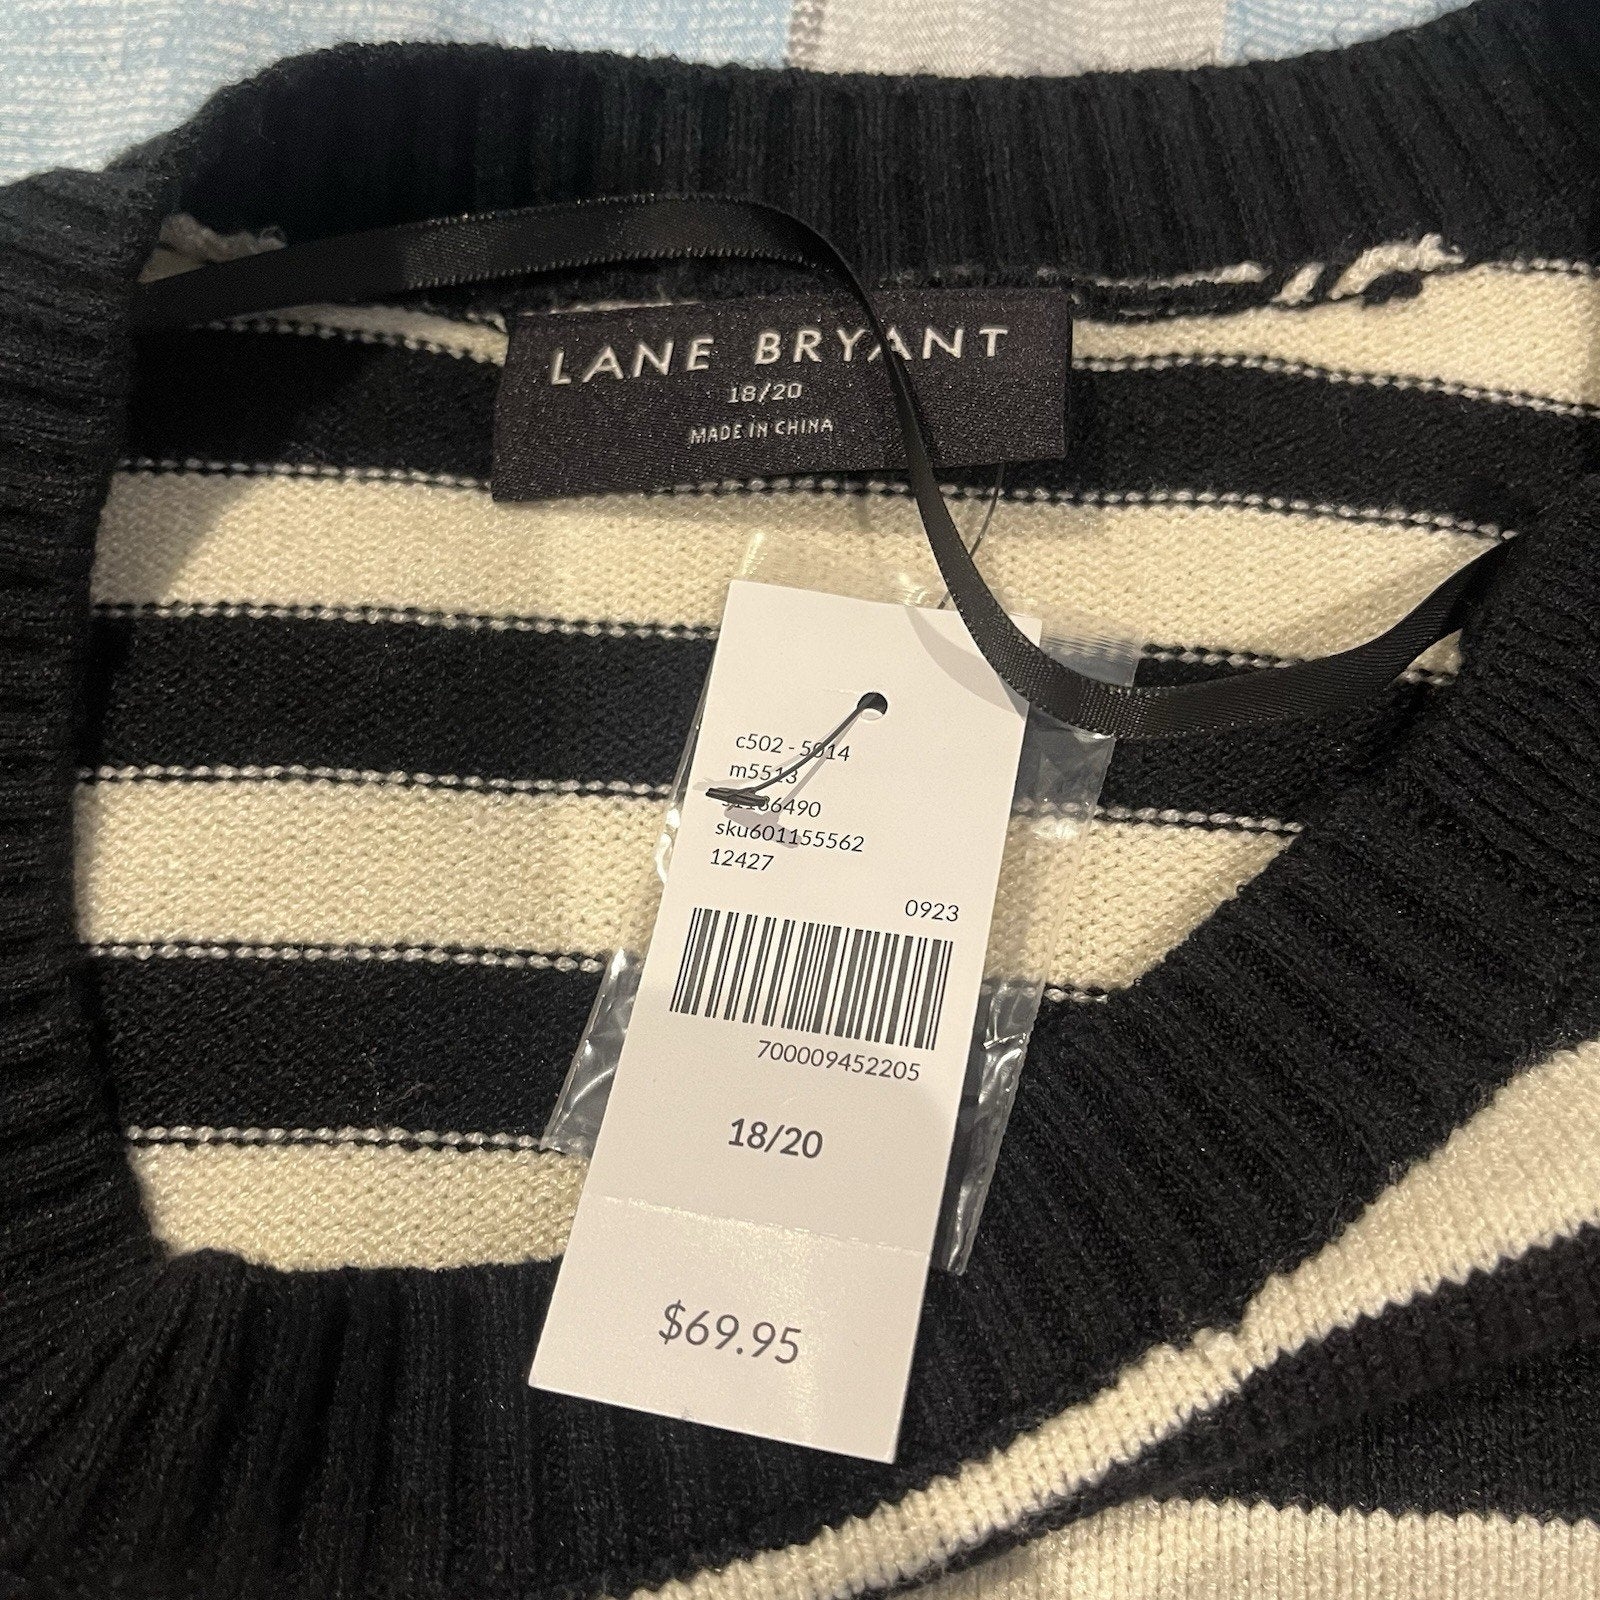 LANE BRYANT
18/20
MADE IN CHINA
c502 - 5014
m5513
sku601155562
12427
0923
700009452205
18/20
$69.95